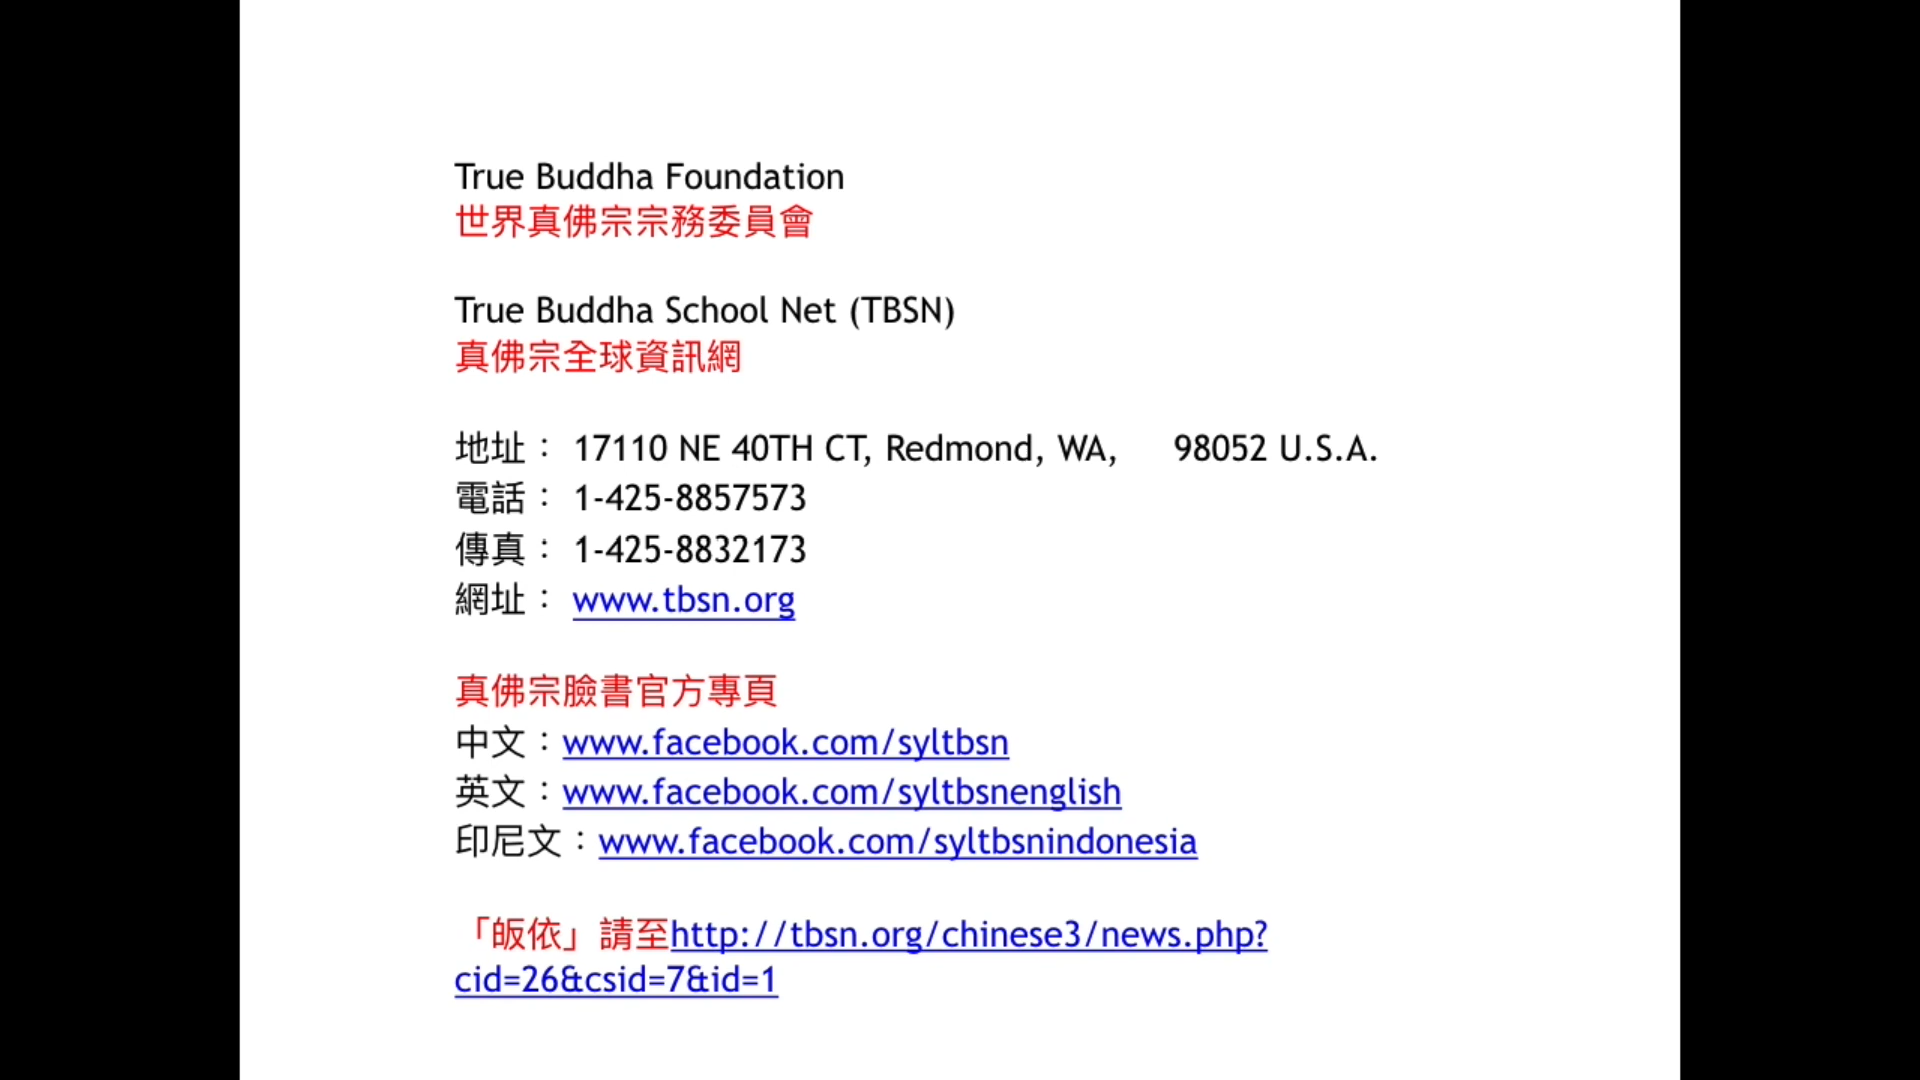 True Buddha Foundation
世界真佛宗宗務委員會
True Buddha School Net (TBSN)
真佛宗全球資訊網
地址： 17110 NE 40TH CT, Redmond, WA, 98052 U.S.A.
電話： 1-425-8857573
傳真： 1-425-8832173
網址： www.tbsn.org
真佛宗臉書官方專頁
中文：www.facebook.com/syltbsn
英文：www.facebook.com/syltbsnenglish
印尼文：www.facebook.com/syltbsnindonesia
「皈依」請至http://tbsn.org/chinese3/news.php?
cid=26&csid=7&id=1